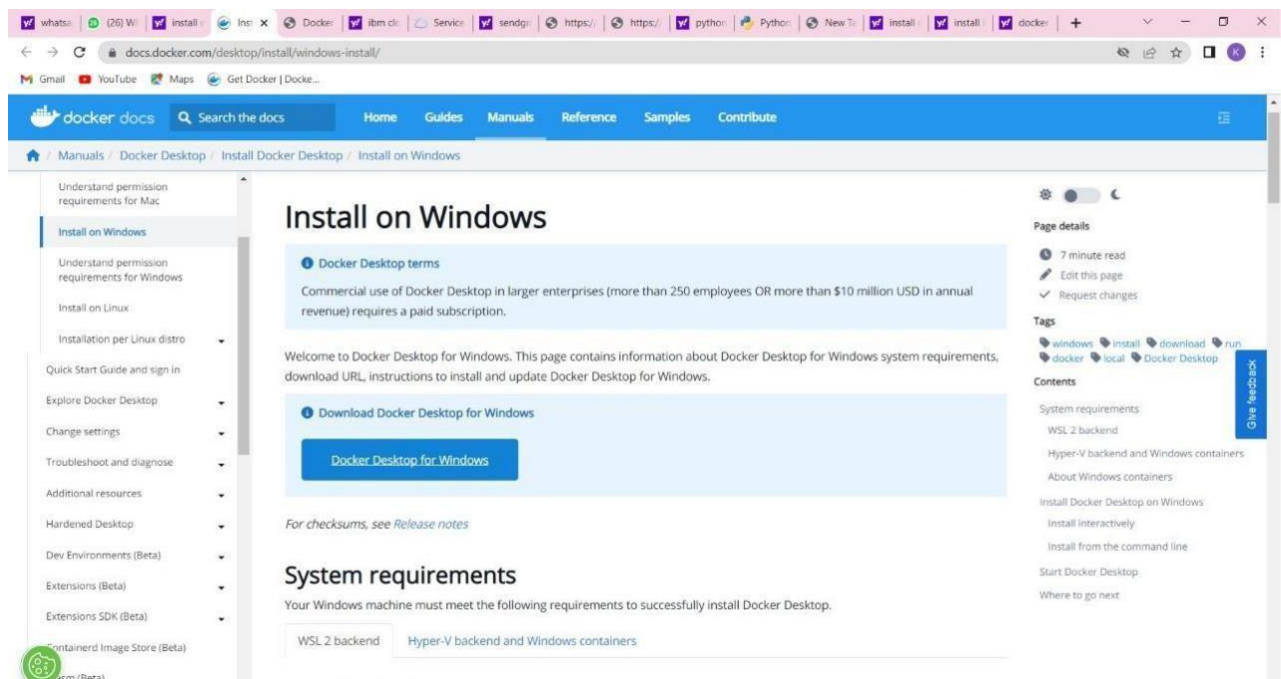 whatsa
(26) W
install
Ins
Docker
ibm clo
Service
sendgr
https:/
https:/
python
Python
New Ta
install
install
docker
docs.docker.com/desktop/install/windows-install/
K
Gmail YouTube Maps Get Docker | Docke...
docker docs Search the docs Home Guides Manuals Reference Samples Contribute
/ Manuals / Docker Desktop / Install Docker Desktop / Install on Windows
Understand permission
requirements for Mac
Install on Windows
Understand permission
requirements for Windows
Install on Linux
Installation per Linux distro
Quick Start Guide and sign in
Explore Docker Desktop
Change settings
Troubleshoot and diagnose
Additional resources
Hardened Desktop
Dev Environments (Beta)
Extensions (Beta)
Extensions SDK (Beta)
Containerd Image Store (Beta)
(Beta)
Install on Windows
Docker Desktop terms
Commercial use of Docker Desktop in larger enterprises (more than 250 employees OR more than $10 million USD in annual
revenue) requires a paid subscription.
Welcome to Docker Desktop for Windows. This page contains information about Docker Desktop for Windows system requirements,
download URL, instructions to install and update Docker Desktop for Windows.
Download Docker Desktop for Windows
Docker Desktop for Windows
For checksums, see Release notes
System requirements
Your Windows machine must meet the following requirements to successfully install Docker Desktop.
WSL 2 backend Hyper-V backend and Windows containers
Page details
7 minute read
Edit this page
Request changes
Tags
windows install download run
docker local Docker Desktop
Contents
System requirements
WSL 2 backend
Hyper-V backend and Windows containers
About Windows containers
Install Docker Desktop on Windows
Install interactively
Install from the command line
Start Docker Desktop
Where to go next
Give feedback